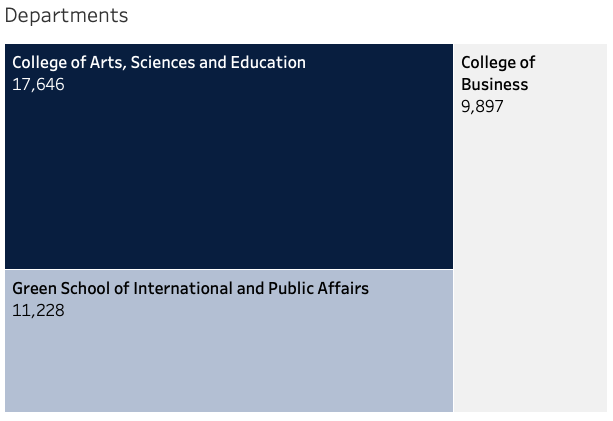 Departments
College of Arts, Sciences and Education
17,646
College of
Business
9,897
Green School of International and Public Affairs
11,228